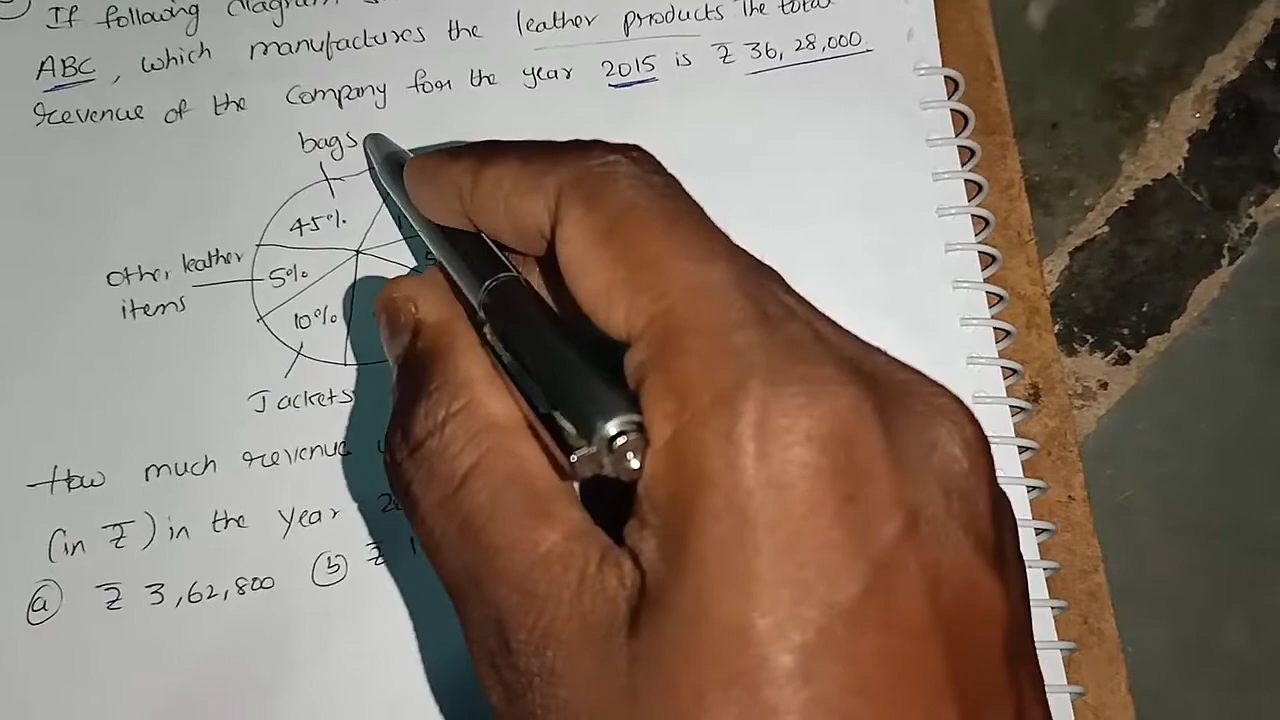 If following
ABC, which manufactures the leather products The total
revenue of the Company for the year 2015 is ₹ 36,28,000
bags
45%
Other leather
items
5%
10%
Jackets
How much revenue
(in ₹) in the year
(a) ₹ 3,62,800 (b) ₹ 1